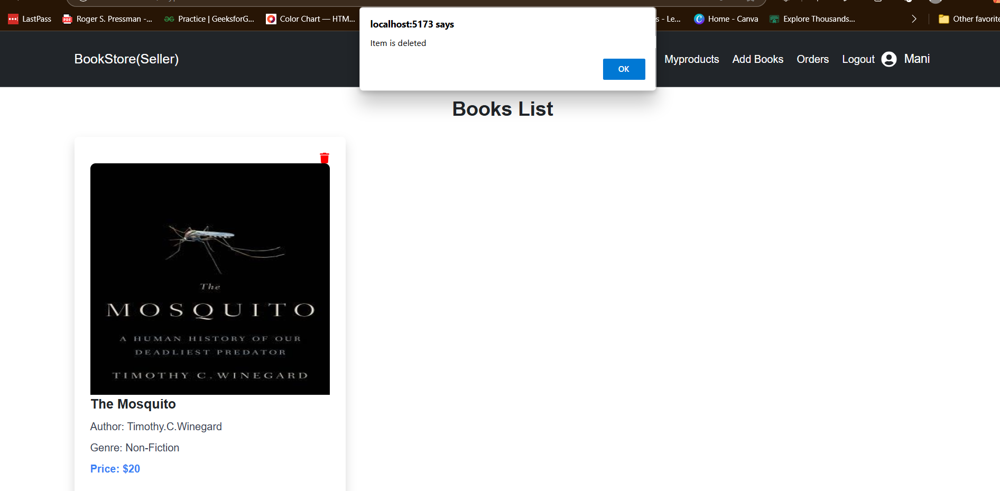 LastPass
Roger S. Pressman -...
Practice | GeeksforG...
Color Chart — HTM...
s - Le...
Home - Canva
Explore Thousands...
Other favorite
localhost:5173 says
Item is deleted
OK
BookStore(Seller)
Myproducts
Add Books
Orders
Logout
Mani
Books List
The
MOSQUITO
A HUMAN HISTORY OF OUR
DEADLIEST PREDATOR
TIMOTHY C. WINEGARD
The Mosquito
Author: Timothy.C.Winegard
Genre: Non-Fiction
Price: $20